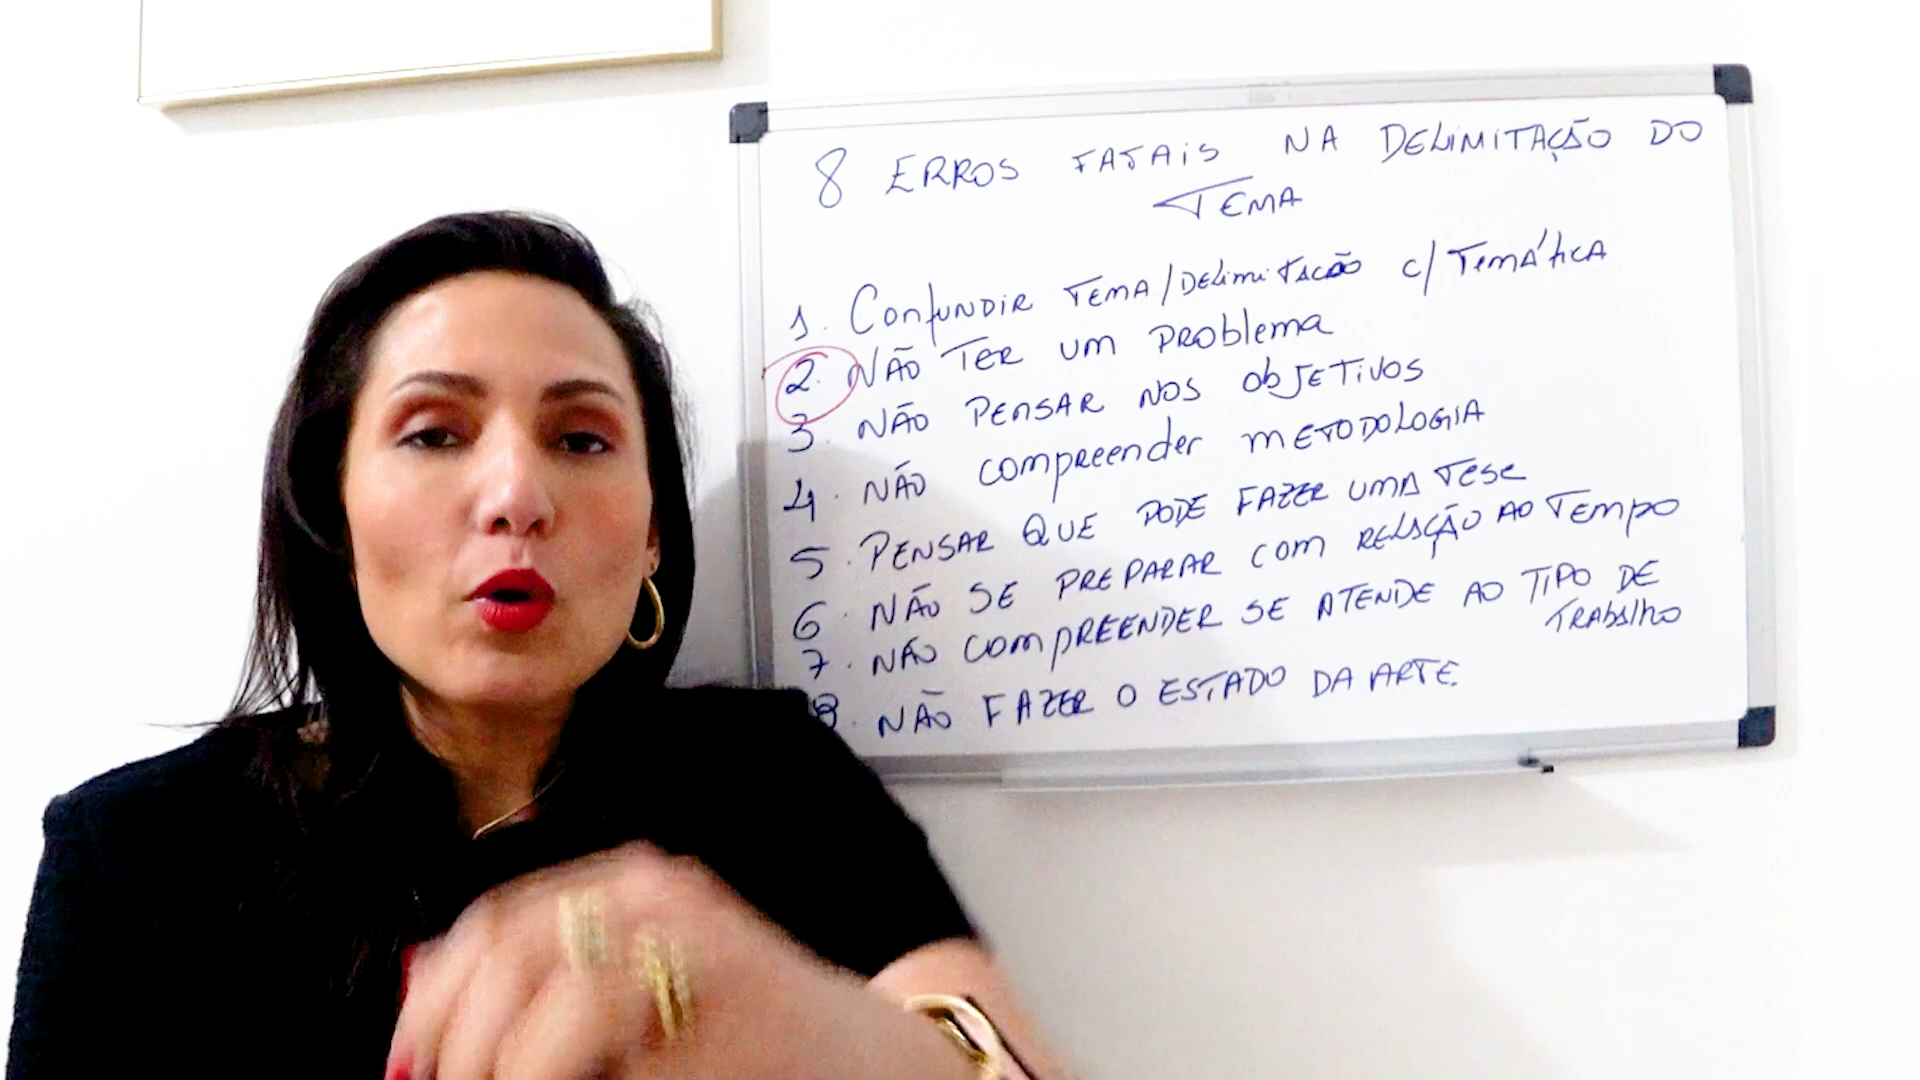 8 ERROS FATAIS NA DELIMITAÇÃO DO
TEMA
1. Confundir TEMA/DELIMITAÇÃO c/ TEMÁTICA
2. NÃO TER UM PROBLEMA
3. NÃO PENSAR NOS OBJETIVOS
4. NÃO compreender METODOLOGIA
5. PENSAR QUE PODE FAZER UMA TESE
6. NÃO SE PREPARAR COM RELAÇÃO AO TEMPO
7. NÃO COMPREENDER SE ATENDE AO TIPO DE
TRABALHO
8. NÃO FAZER O ESTADO DA ARTE.